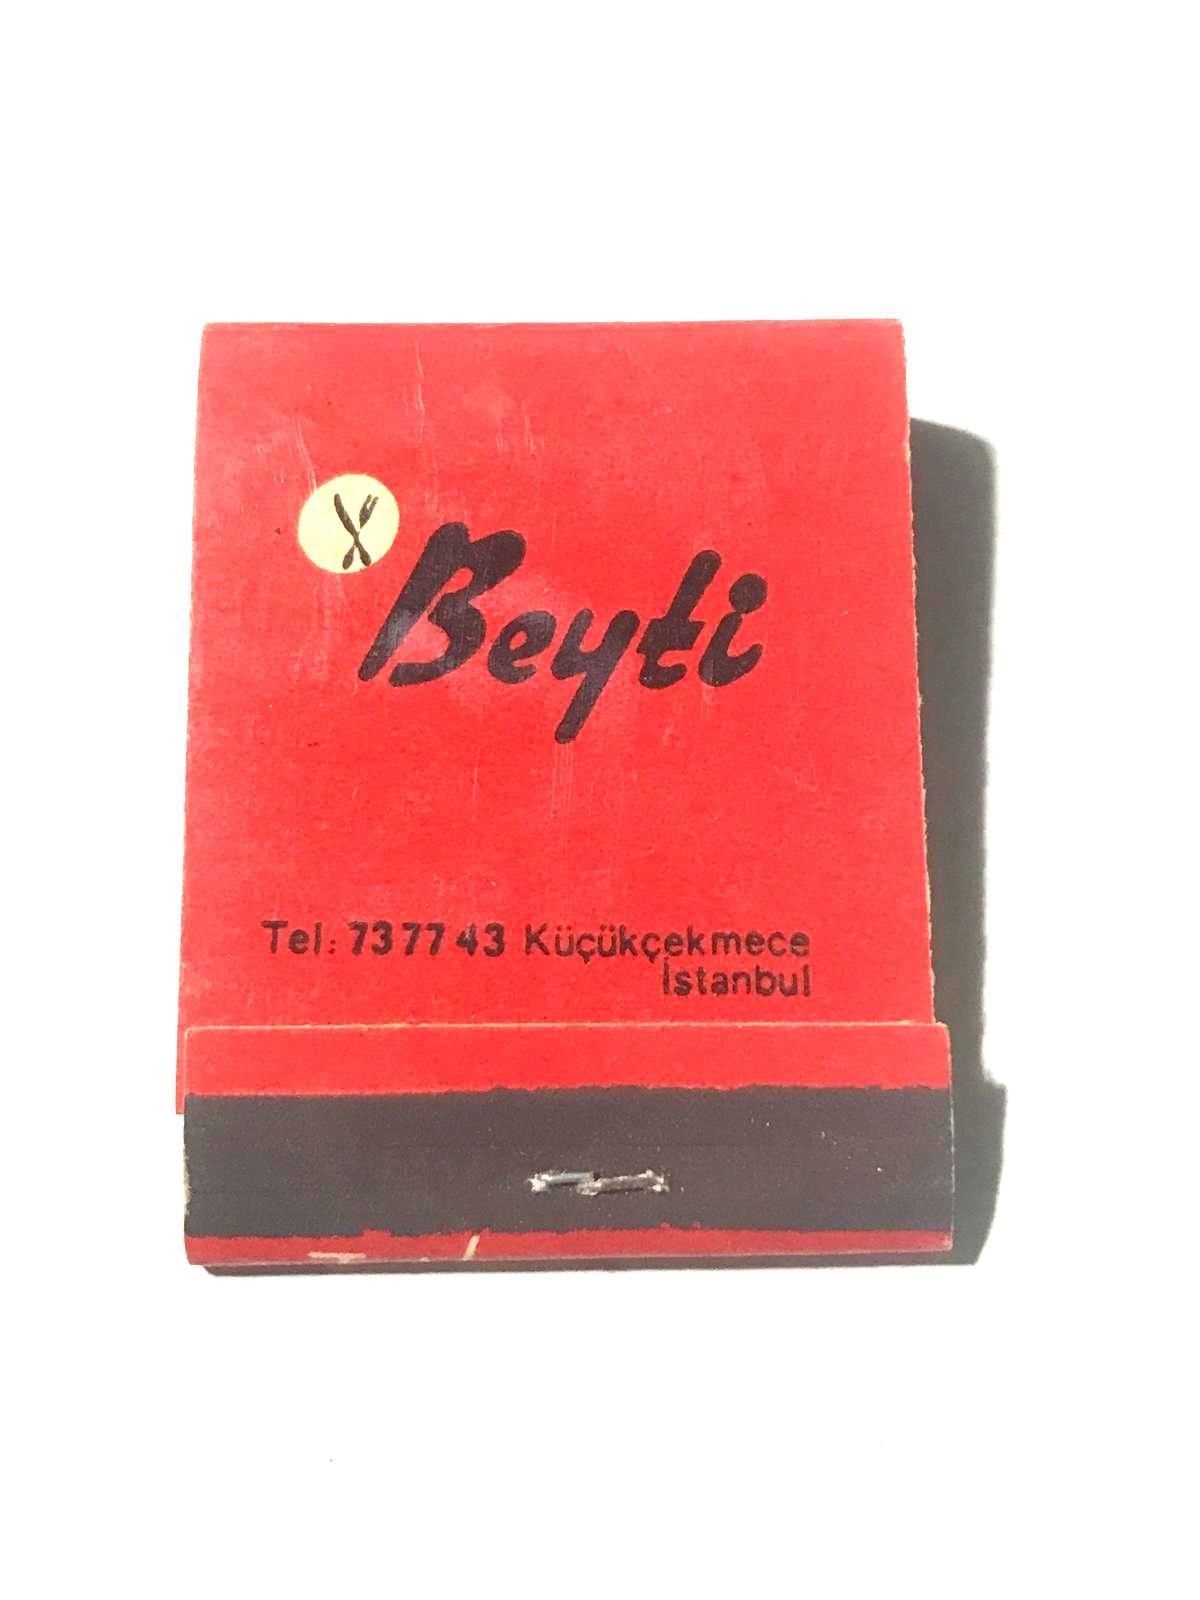 Beyti
Tel: 73 77 43 Küçükçekmece
İstanbul